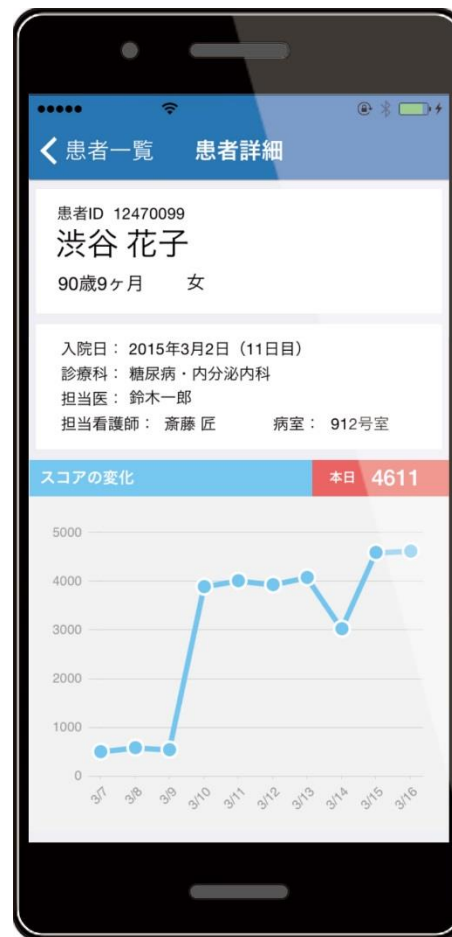 患者一覧 患者詳細
患者ID 12470099
渋谷 花子
90歳9ヶ月 女
入院日： 2015年3月2日（11日目）
診療科： 糖尿病・内分泌内科
担当医： 鈴木一郎
担当看護師： 斎藤 匠 病室： 912号室
スコアの変化 本日 4611
5000
4000
3000
2000
1000
0
3/7 3/8 3/9 3/10 3/11 3/12 3/13 3/14 3/15 3/16